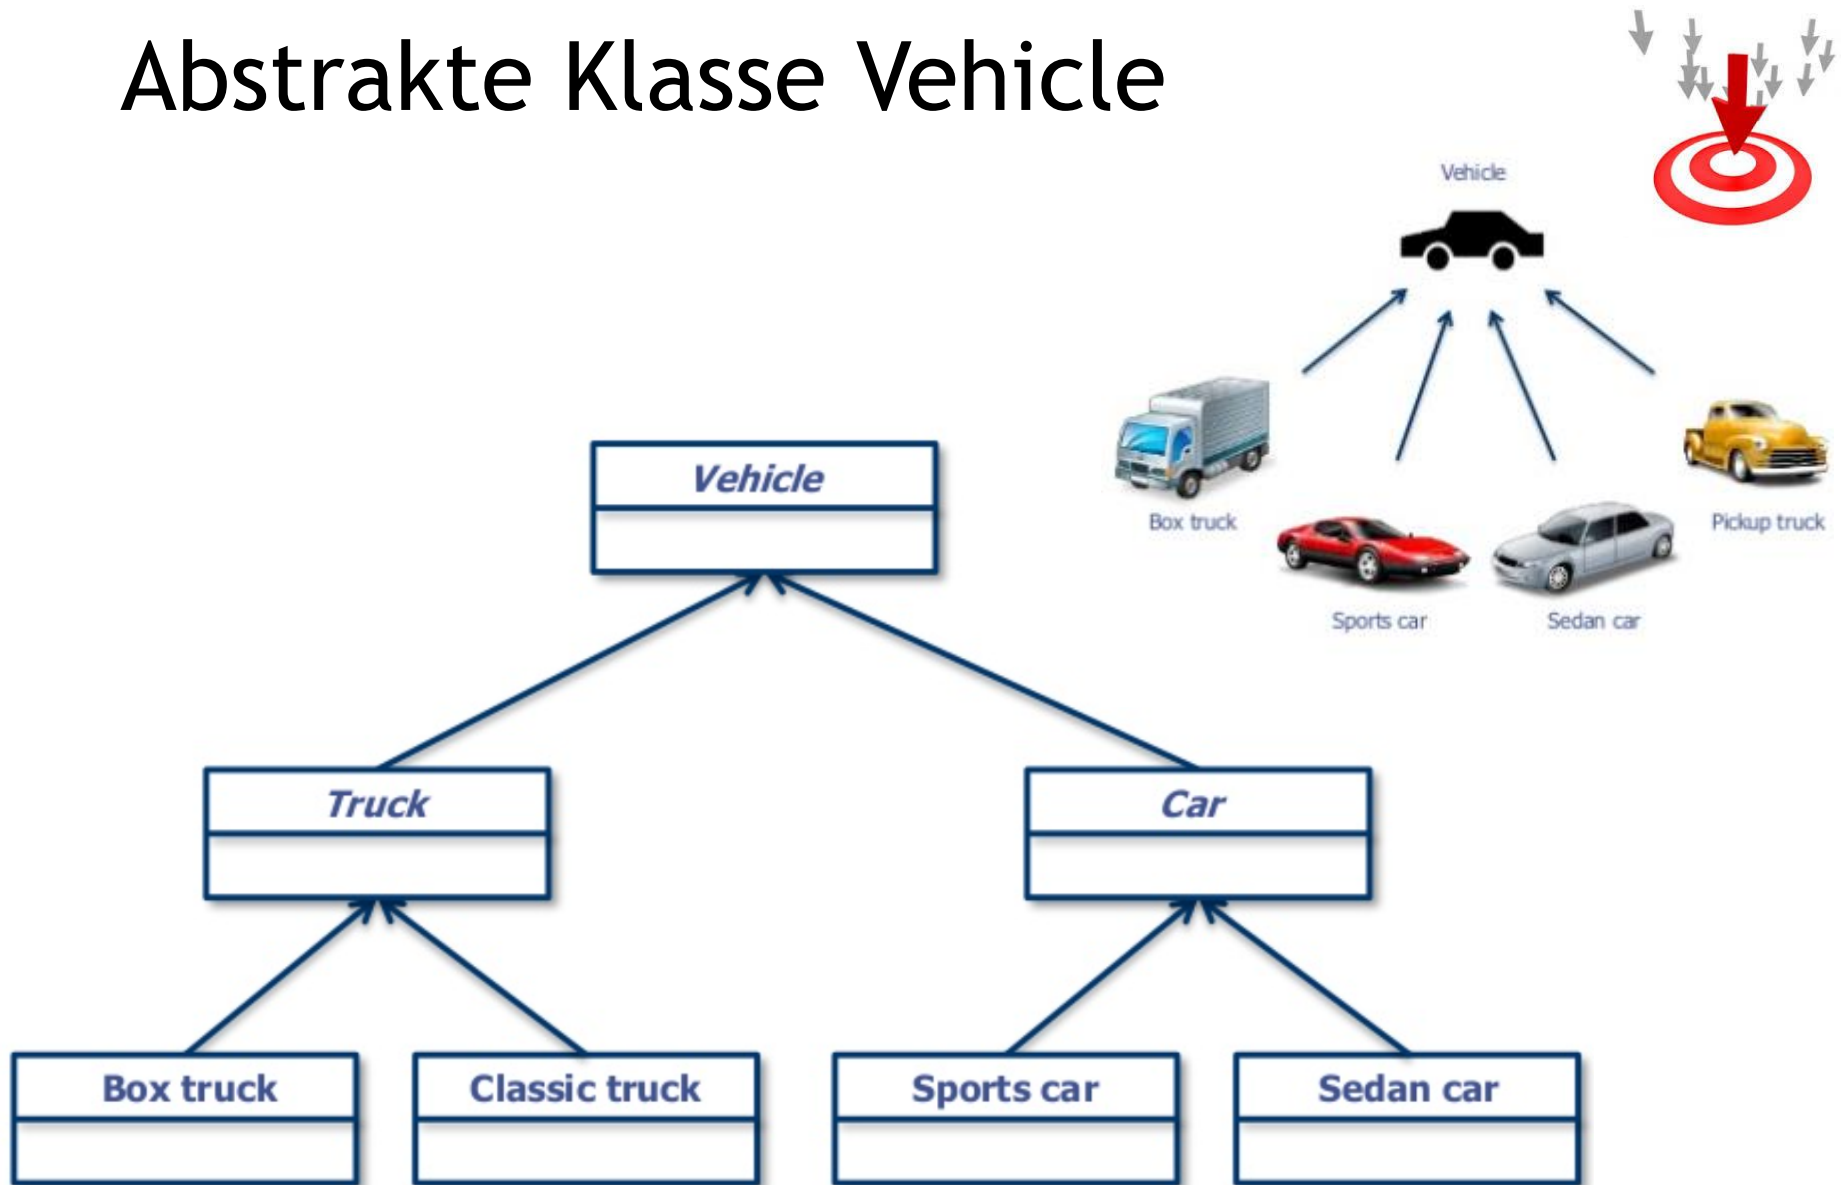 Abstrakte Klasse Vehicle
Vehicle
Box truck
Pickup truck
Sports car
Sedan car
Vehicle
Truck
Car
Box truck
Classic truck
Sports car
Sedan car